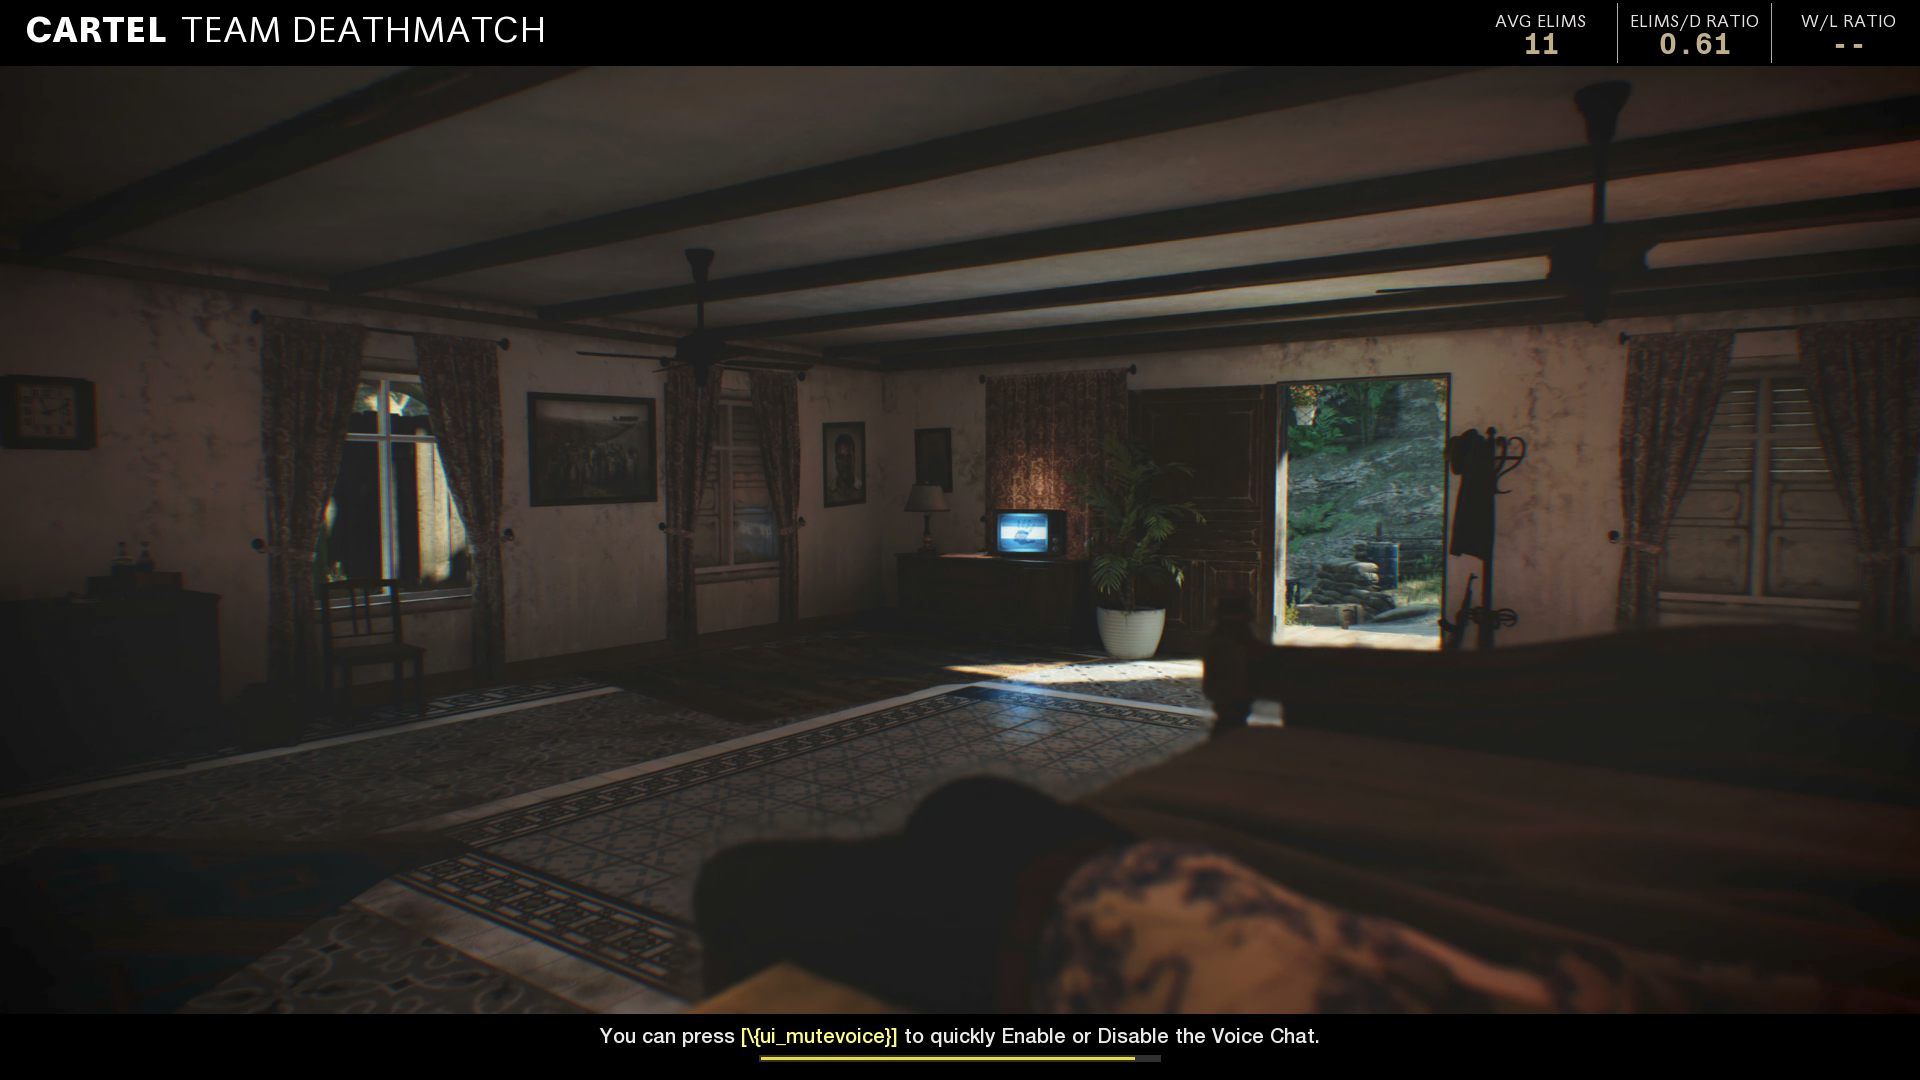 CARTEL TEAM DEATHMATCH
AVG ELIMS
11
ELIMS/D RATIO
0.61
W/L RATIO
--
You can press [\{ui_mutevoice}] to quickly Enable or Disable the Voice Chat.